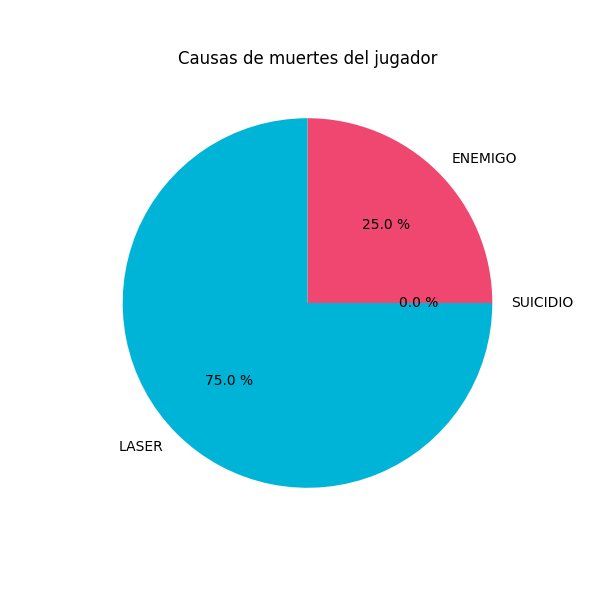 Causas de muertes del jugador
ENEMIGO
25.0 %
0.0 %
SUICIDIO
75.0 %
LASER